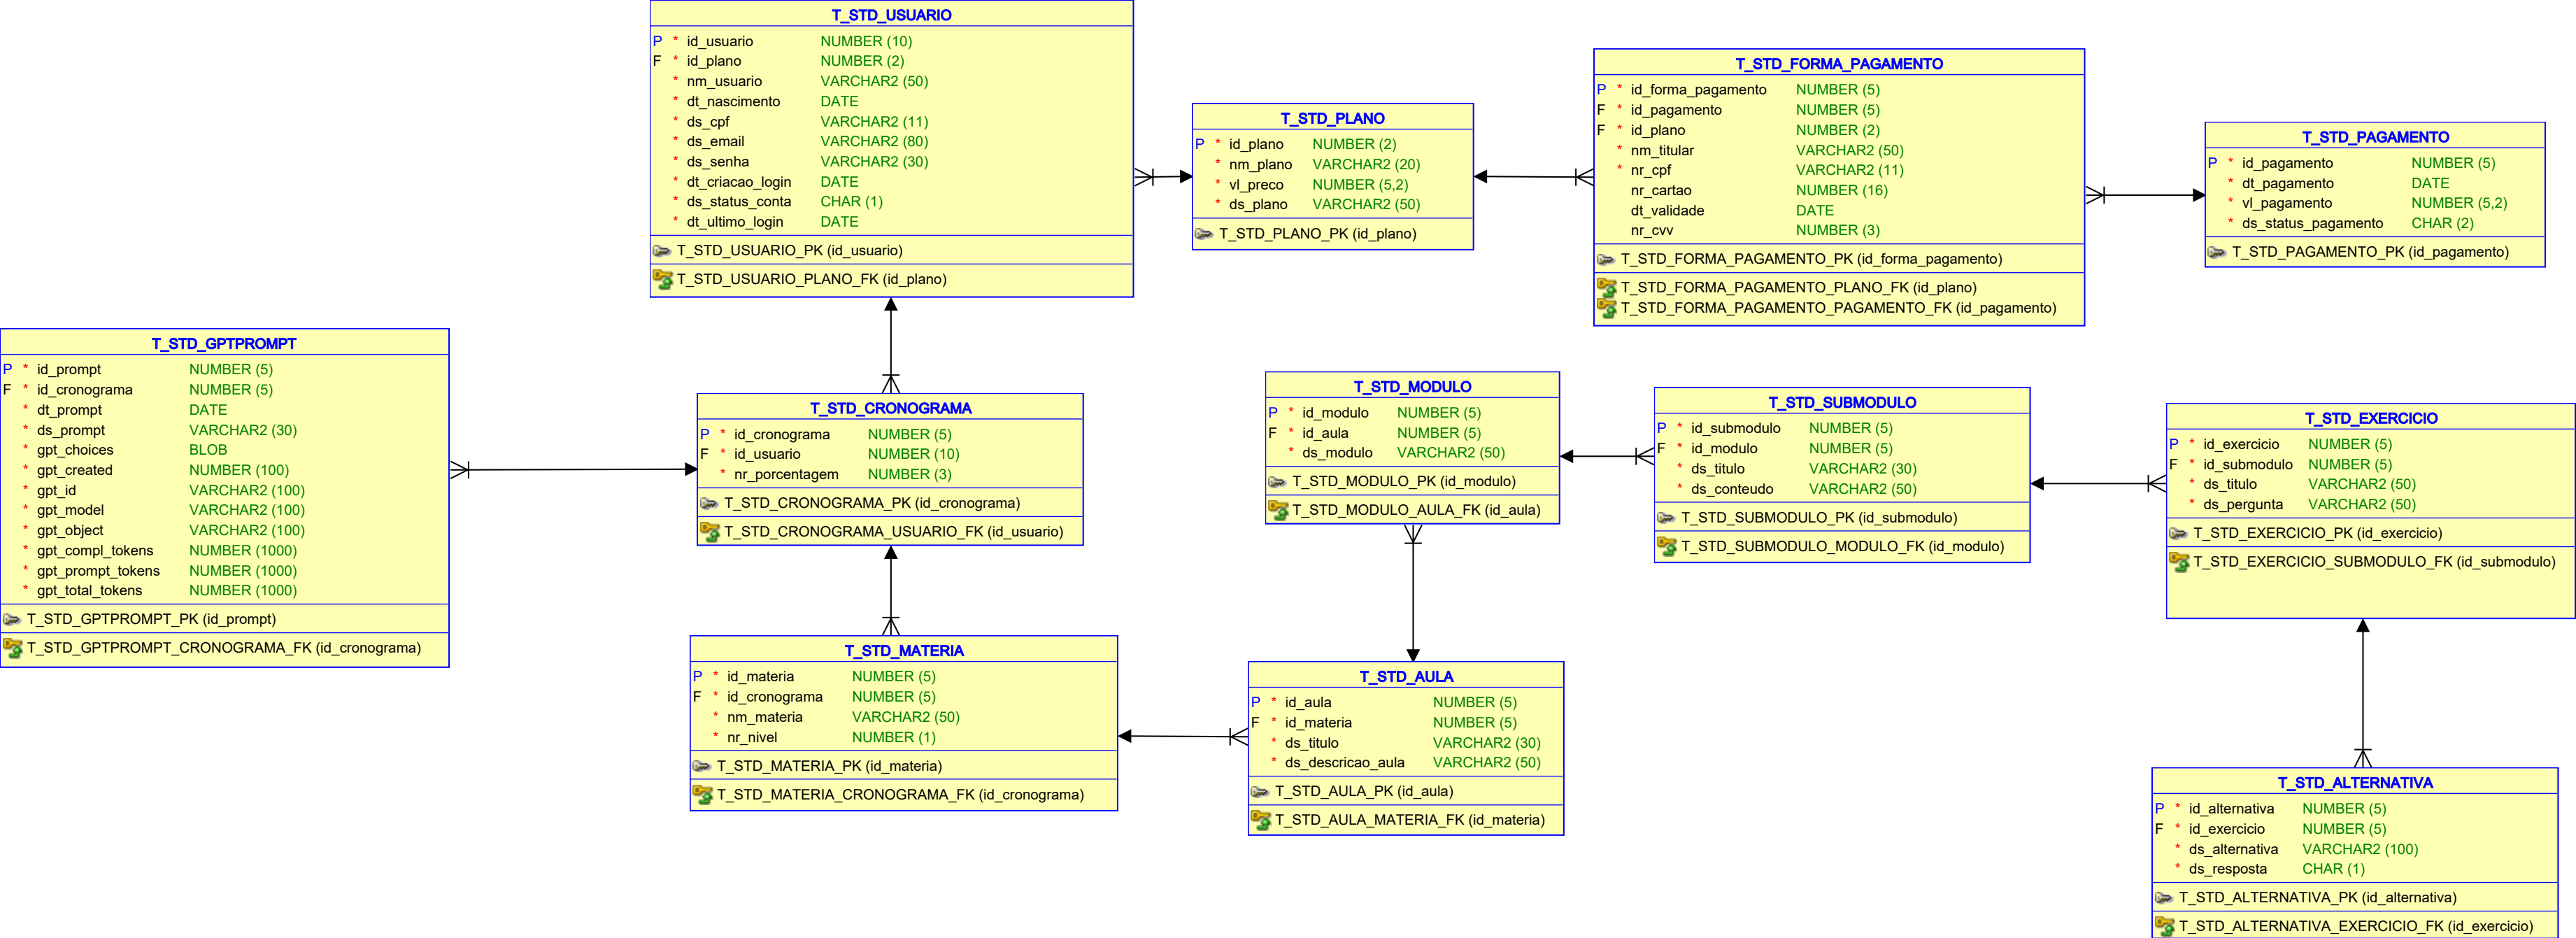 T_STD_USUARIO
P * id_usuario NUMBER (10)
F * id_plano NUMBER (2)
* nm_usuario VARCHAR2 (50)
* dt_nascimento DATE
* ds_cpf VARCHAR2 (11)
* ds_email VARCHAR2 (80)
* ds_senha VARCHAR2 (30)
* dt_criacao_login DATE
* ds_status_conta CHAR (1)
* dt_ultimo_login DATE
T_STD_USUARIO_PK (id_usuario)
T_STD_USUARIO_PLANO_FK (id_plano)
T_STD_PLANO
P * id_plano NUMBER (2)
* nm_plano VARCHAR2 (20)
* vl_preco NUMBER (5,2)
* ds_plano VARCHAR2 (50)
T_STD_PLANO_PK (id_plano)
T_STD_FORMA_PAGAMENTO
P * id_forma_pagamento NUMBER (5)
F * id_pagamento NUMBER (5)
F * id_plano NUMBER (2)
* nm_titular VARCHAR2 (50)
* nr_cpf VARCHAR2 (11)
nr_cartao NUMBER (16)
dt_validade DATE
nr_cvv NUMBER (3)
T_STD_FORMA_PAGAMENTO_PK (id_forma_pagamento)
T_STD_FORMA_PAGAMENTO_PLANO_FK (id_plano)
T_STD_FORMA_PAGAMENTO_PAGAMENTO_FK (id_pagamento)
T_STD_PAGAMENTO
P * id_pagamento NUMBER (5)
* dt_pagamento DATE
* vl_pagamento NUMBER (5,2)
* ds_status_pagamento CHAR (2)
T_STD_PAGAMENTO_PK (id_pagamento)
T_STD_GPTPROMPT
P * id_prompt NUMBER (5)
F * id_cronograma NUMBER (5)
* dt_prompt DATE
* ds_prompt VARCHAR2 (30)
* gpt_choices BLOB
* gpt_created NUMBER (100)
* gpt_id VARCHAR2 (100)
* gpt_model VARCHAR2 (100)
* gpt_object VARCHAR2 (100)
* gpt_compl_tokens NUMBER (1000)
* gpt_prompt_tokens NUMBER (1000)
* gpt_total_tokens NUMBER (1000)
T_STD_GPTPROMPT_PK (id_prompt)
T_STD_GPTPROMPT_CRONOGRAMA_FK (id_cronograma)
T_STD_CRONOGRAMA
P * id_cronograma NUMBER (5)
F * id_usuario NUMBER (10)
* nr_porcentagem NUMBER (3)
T_STD_CRONOGRAMA_PK (id_cronograma)
T_STD_CRONOGRAMA_USUARIO_FK (id_usuario)
T_STD_MODULO
P * id_modulo NUMBER (5)
F * id_aula NUMBER (5)
* ds_modulo VARCHAR2 (50)
T_STD_MODULO_PK (id_modulo)
T_STD_MODULO_AULA_FK (id_aula)
T_STD_SUBMODULO
P * id_submodulo NUMBER (5)
F * id_modulo NUMBER (5)
* ds_titulo VARCHAR2 (30)
* ds_conteudo VARCHAR2 (50)
T_STD_SUBMODULO_PK (id_submodulo)
T_STD_SUBMODULO_MODULO_FK (id_modulo)
T_STD_EXERCICIO
P * id_exercicio NUMBER (5)
F * id_submodulo NUMBER (5)
* ds_titulo VARCHAR2 (50)
* ds_pergunta VARCHAR2 (50)
T_STD_EXERCICIO_PK (id_exercicio)
T_STD_EXERCICIO_SUBMODULO_FK (id_submodulo)
T_STD_MATERIA
P * id_materia NUMBER (5)
F * id_cronograma NUMBER (5)
* nm_materia VARCHAR2 (50)
* nr_nivel NUMBER (1)
T_STD_MATERIA_PK (id_materia)
T_STD_MATERIA_CRONOGRAMA_FK (id_cronograma)
T_STD_AULA
P * id_aula NUMBER (5)
F * id_materia NUMBER (5)
* ds_titulo VARCHAR2 (30)
* ds_descricao_aula VARCHAR2 (50)
T_STD_AULA_PK (id_aula)
T_STD_AULA_MATERIA_FK (id_materia)
T_STD_ALTERNATIVA
P * id_alternativa NUMBER (5)
F * id_exercicio NUMBER (5)
* ds_alternativa VARCHAR2 (100)
* ds_resposta CHAR (1)
T_STD_ALTERNATIVA_PK (id_alternativa)
T_STD_ALTERNATIVA_EXERCICIO_FK (id_exercicio)